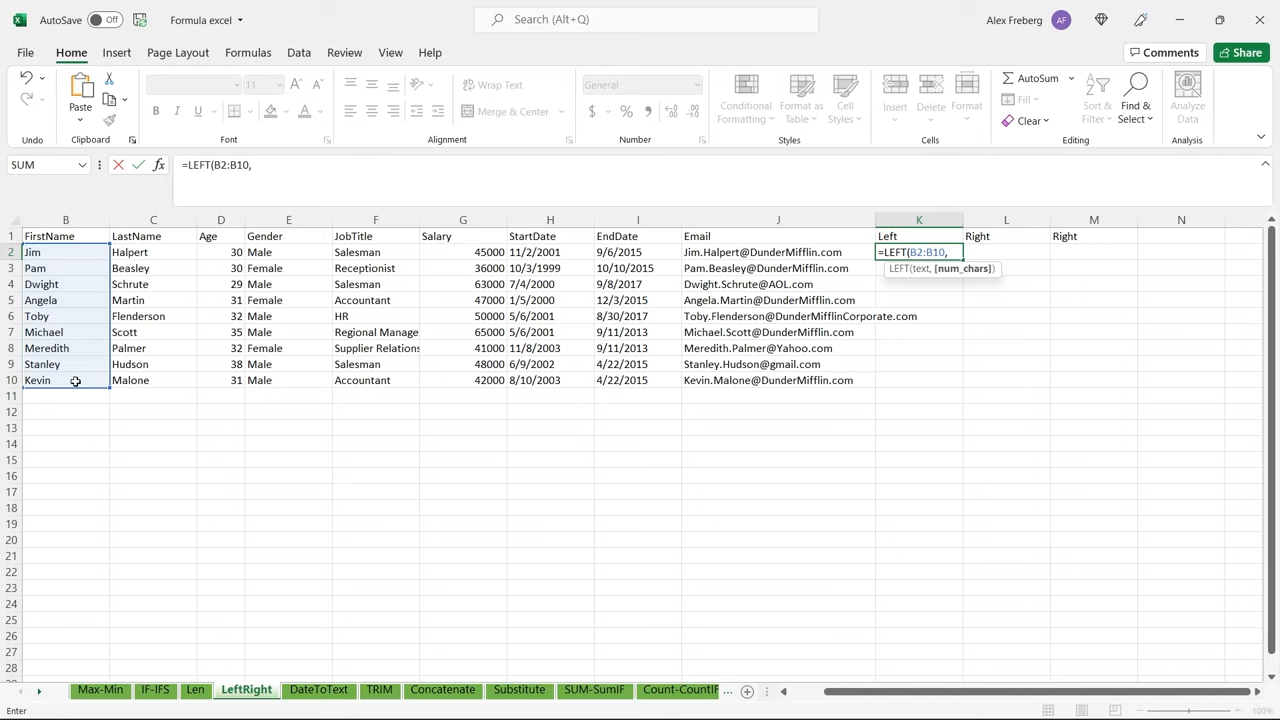 AutoSave Off Formula excel Search (Alt+Q) Alex Freberg AF
File Home Insert Page Layout Formulas Data Review View Help Comments Share
Undo
Paste
Clipboard
11
Font
Wrap Text
Merge & Center
Alignment
General
Number
Conditional Formatting
Format as Table
Cell Styles
Styles
Insert
Delete
Format
Cells
AutoSum
Fill
Clear
Sort & Filter
Find & Select
Editing
Analyze Data
Analysis
SUM =LEFT(B2:B10,
B C D E F G H I J K L M N
1 FirstName LastName Age Gender JobTitle Salary StartDate EndDate Email Left Right Right
2 Jim Halpert 30 Male Salesman 45000 11/2/2001 9/6/2015 Jim.Halpert@DunderMifflin.com =LEFT(B2:B10,
LEFT(text, [num_chars])
3 Pam Beasley 30 Female Receptionist 36000 10/3/1999 10/10/2015 Pam.Beasley@DunderMifflin.com
4 Dwight Schrute 29 Male Salesman 63000 7/4/2000 9/8/2017 Dwight.Schrute@AOL.com
5 Angela Martin 31 Female Accountant 47000 1/5/2000 12/3/2015 Angela.Martin@DunderMifflin.com
6 Toby Flenderson 32 Male HR 50000 5/6/2001 8/30/2017 Toby.Flenderson@DunderMifflinCorporate.com
7 Michael Scott 35 Male Regional Manage 65000 5/6/2001 9/11/2013 Michael.Scott@DunderMifflin.com
8 Meredith Palmer 32 Female Supplier Relations 41000 11/8/2003 9/11/2013 Meredith.Palmer@Yahoo.com
9 Stanley Hudson 38 Male Salesman 48000 6/9/2002 4/22/2015 Stanley.Hudson@gmail.com
10 Kevin Malone 31 Male Accountant 42000 8/10/2003 4/22/2015 Kevin.Malone@DunderMifflin.com
11
12
13
14
15
16
17
18
19
20
21
22
23
24
25
26
27
28
Max-Min IF-IFS Len LeftRight DateToText TRIM Concatenate Substitute SUM-SumIF Count-CountIF ...
Enter 100%